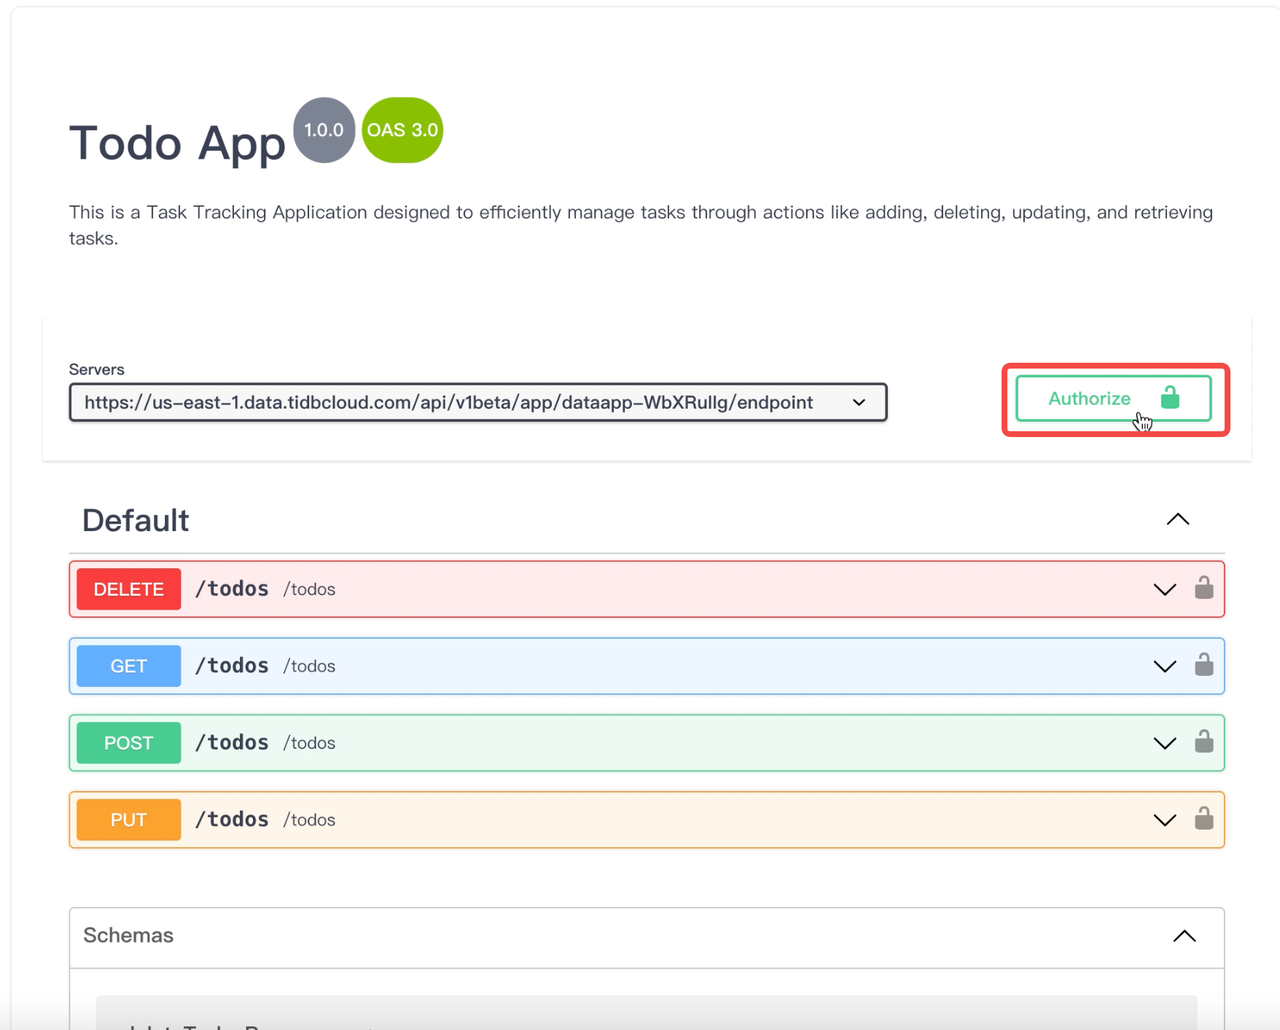 Todo App 1.0.0 OAS 3.0
This is a Task Tracking Application designed to efficiently manage tasks through actions like adding, deleting, updating, and retrieving
tasks.
Servers
https://us-east-1.data.tidbcloud.com/api/v1beta/app/dataapp-WbXRullg/endpoint
Authorize
Default
DELETE /todos /todos
GET /todos /todos
POST /todos /todos
PUT /todos /todos
Schemas